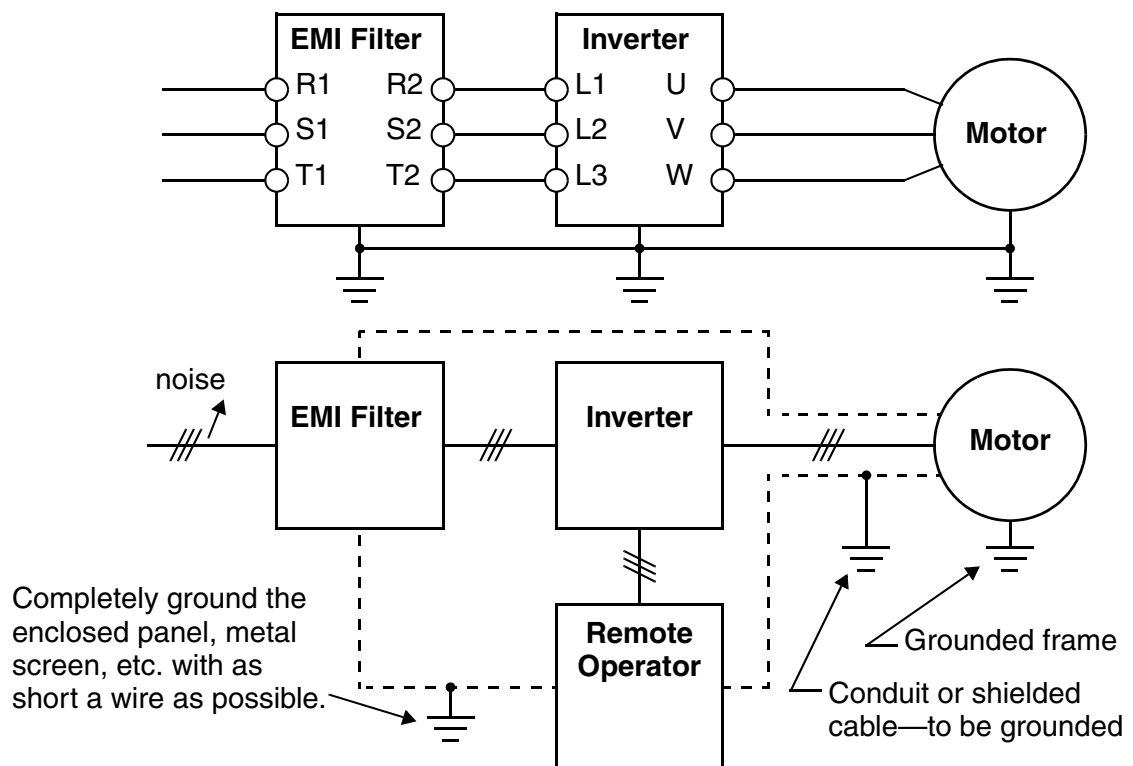 EMI Filter
Inverter
R1 R2 L1 U
S1 S2 L2 V
Motor
T1 T2 L3 W
noise
EMI Filter
Inverter
Motor
Completely ground the
enclosed panel, metal
screen, etc. with as
short a wire as possible.
Remote
Operator
Grounded frame
Conduit or shielded
cable—to be grounded